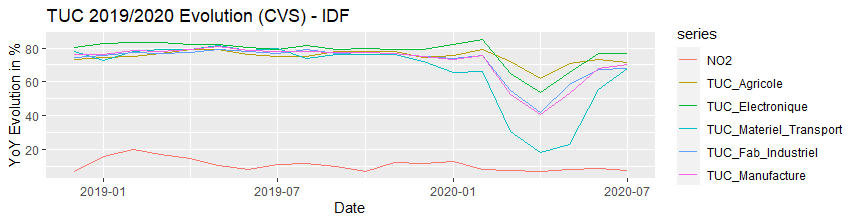 TUC 2019/2020 Evolution (CVS) - IDF
YoY Evolution in %
80
60
40
20
2019-01
2019-07
2020-01
2020-07
Date
series
NO2
TUC_Agricole
TUC_Electronique
TUC_Materiel_Transport
TUC_Fab_Industriel
TUC_Manufacture